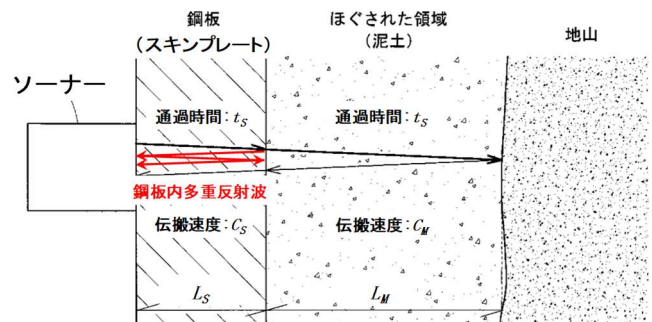 鋼板
(スキンプレート)
ほぐされた領域
(泥土)
地山
ソーナー
通過時間：tS
通過時間：tS
鋼板内多重反射波
伝搬速度：CS
伝搬速度：CM
LS
LM